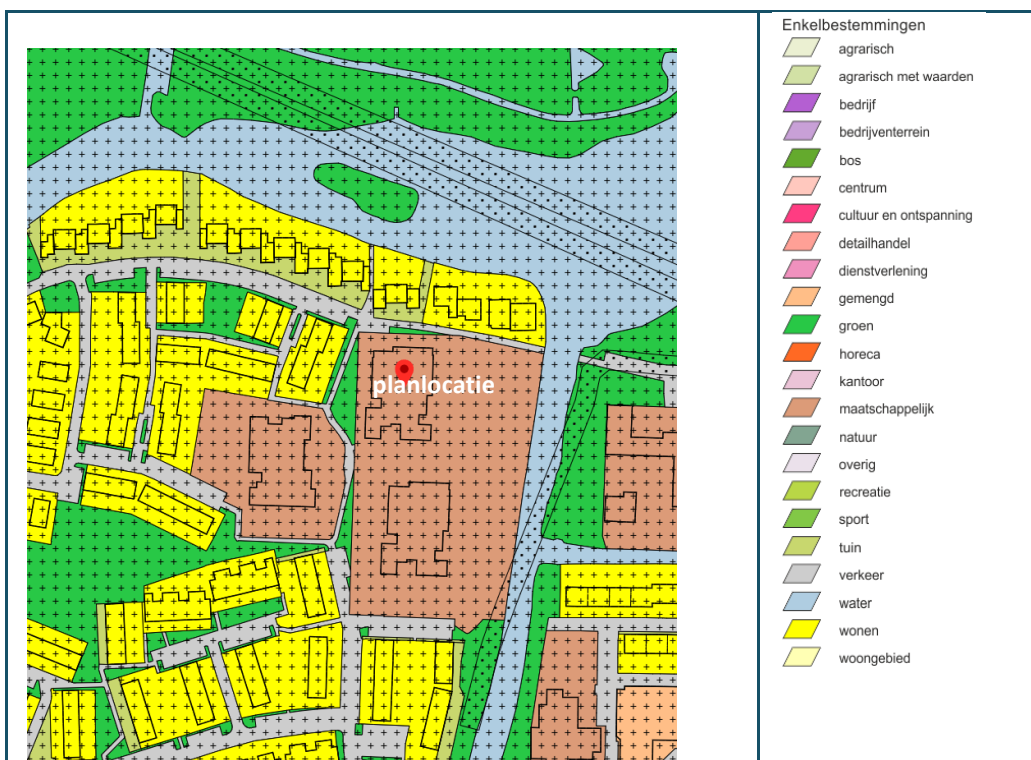 Enkelbestemmingen
agrarisch
agrarisch met waarden
bedrijf
bedrijventerrein
bos
centrum
cultuur en ontspanning
detailhandel
dienstverlening
gemengd
groen
horeca
kantoor
maatschappelijk
natuur
overig
recreatie
sport
tuin
verkeer
water
wonen
woongebied
planlocatie